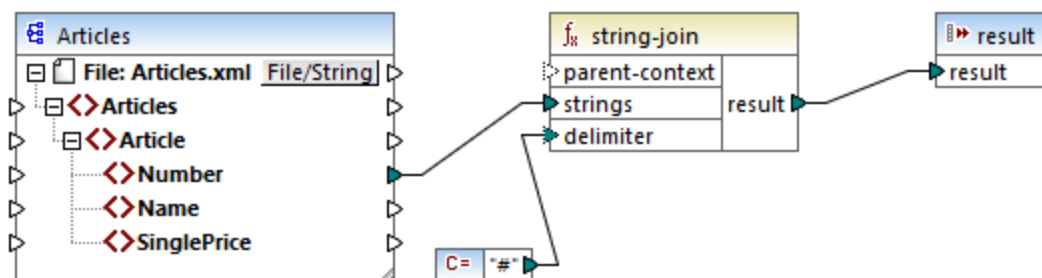 Articles
File: Articles.xml File/String
Articles
Article
Number
Name
SinglePrice
string-join
parent-context
strings
delimiter
result
C= "#"
result
result